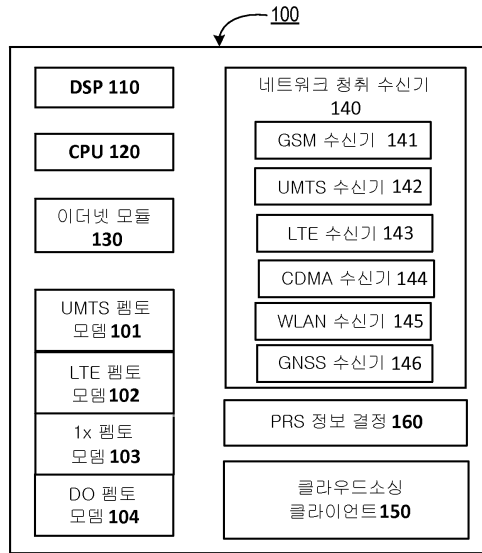 100
DSP 110
CPU 120
이더넷 모듈
130
UMTS 펨토
모뎀 101
LTE 펨토
모뎀 102
1x 펨토
모뎀 103
DO 펨토
모뎀 104
네트워크 청취 수신기
140
GSM 수신기 141
UMTS 수신기 142
LTE 수신기 143
CDMA 수신기 144
WLAN 수신기 145
GNSS 수신기 146
PRS 정보 결정 160
클라우드소싱
클라이언트150